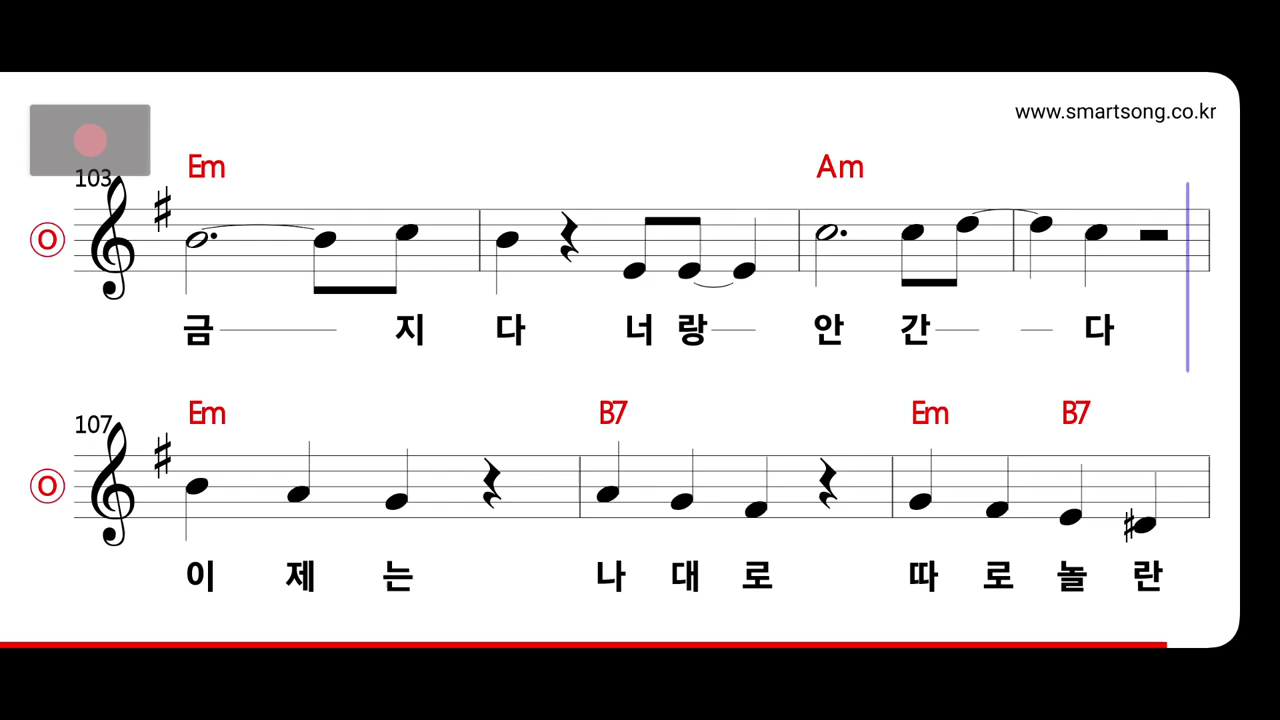 www.smartsong.co.kr
103
Em Am
O
금 지 다 너 랑 안 간 다
107
Em B7 Em B7
O
이 제 는 나 대 로 따 로 놀 란